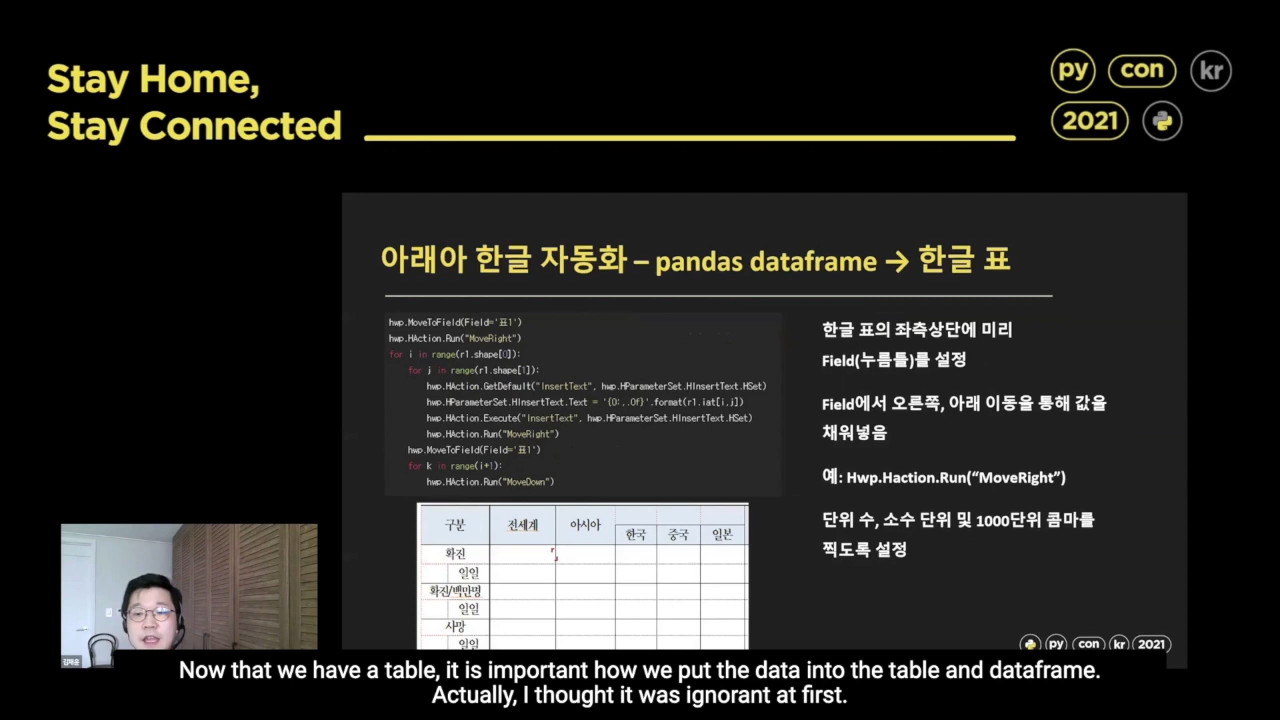 Stay Home,
Stay Connected
py con kr
2021
아래아 한글 자동화 – pandas dataframe → 한글 표
hwp.MoveToField(Field='표1')
hwp.HAction.Run("MoveRight")
for i in range(r1.shape[0]):
for j in range(r1.shape[1]):
hwp.HAction.GetDefault("InsertText", hwp.HParameterSet.HInsertText.HSet)
hwp.HParameterSet.HInsertText.Text = '{0:,.0f}'.format(r1.iat[i,j])
hwp.HAction.Execute("InsertText", hwp.HParameterSet.HInsertText.HSet)
hwp.HAction.Run("MoveRight")
hwp.MoveToField(Field='표1')
for k in range(i+1):
hwp.HAction.Run("MoveDown")
한글 표의 좌측상단에 미리
Field(누름틀)를 설정
Field에서 오른쪽, 아래 이동을 통해 값을
채워넣음
예: Hwp.Haction.Run(“MoveRight”)
단위 수, 소수 단위 및 1000단위 콤마를
찍도록 설정
구분 전세계 아시아 한국 중국 일본
확진
일일
확진/백만명
일일
사망
일일
py con kr 2021
김재윤
Now that we have a table, it is important how we put the data into the table and dataframe.
Actually, I thought it was ignorant at first.